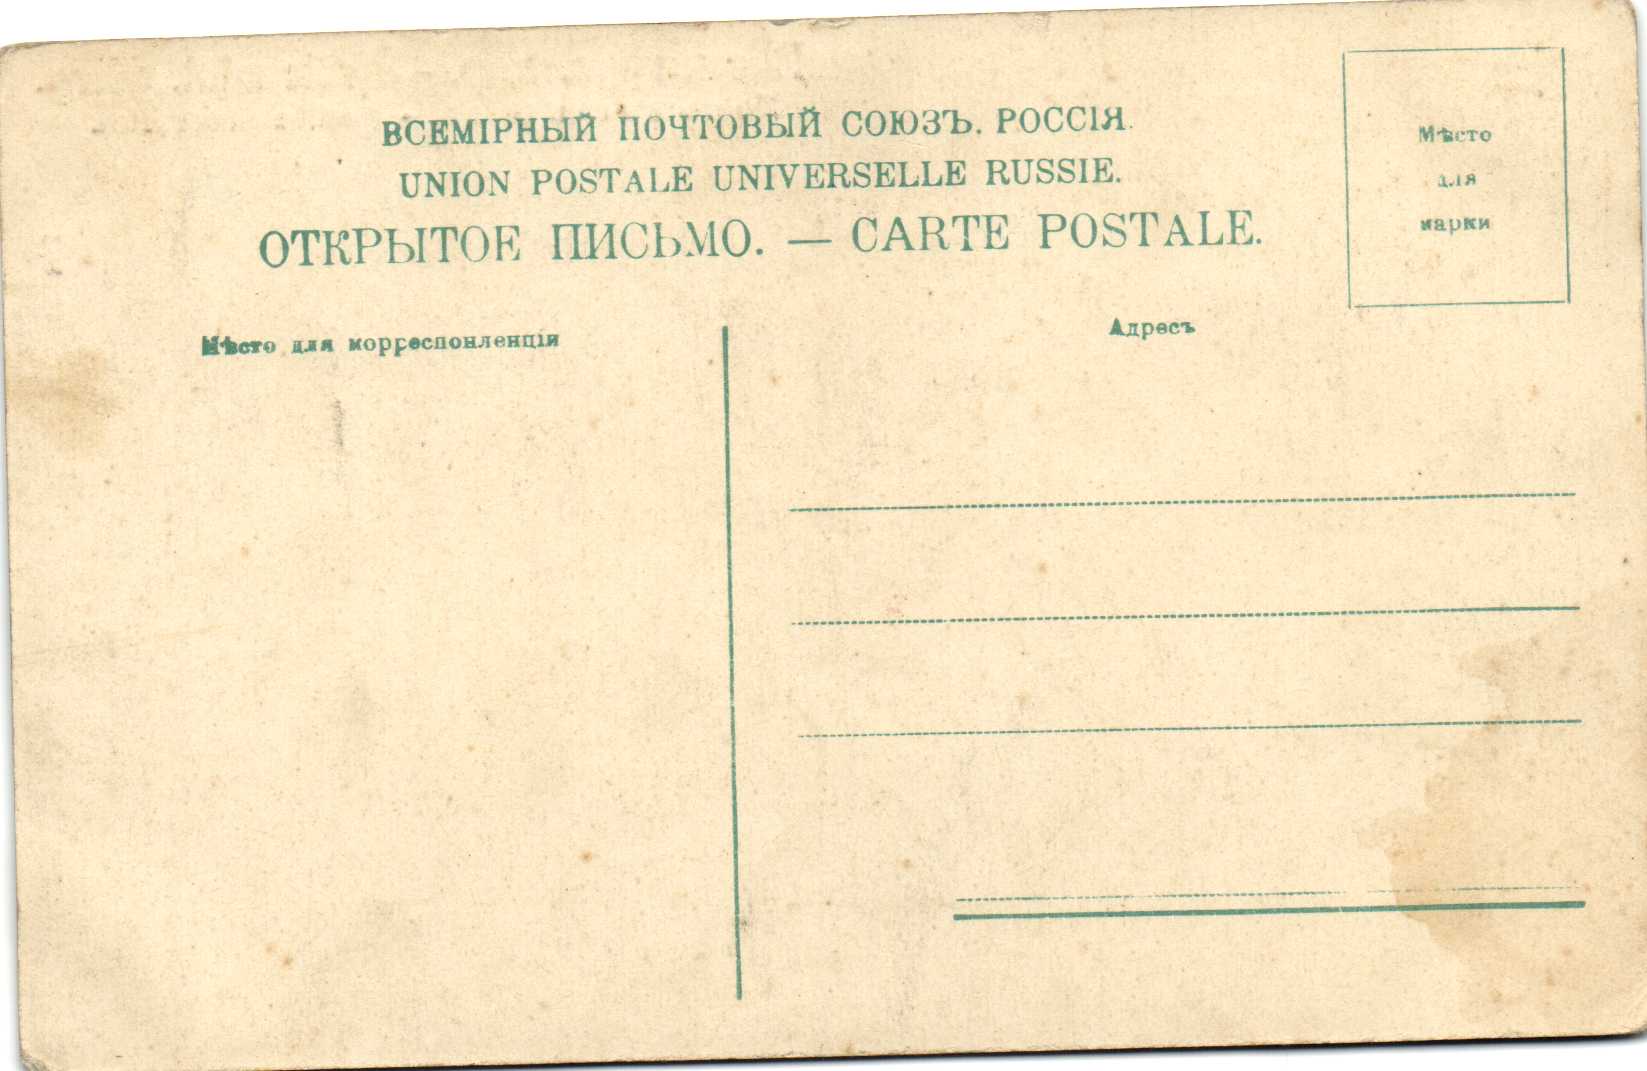 ВСЕМІРНЫЙ ПОЧТОВЫЙ СОЮЗЪ. РОССІЯ.
UNION POSTALE UNIVERSELLE RUSSIE.
ОТКРЫТОЕ ПИСЬМО. — CARTE POSTALE.
Мѣсто
для
марки
Мѣсто для корреспонденціи
Адресъ